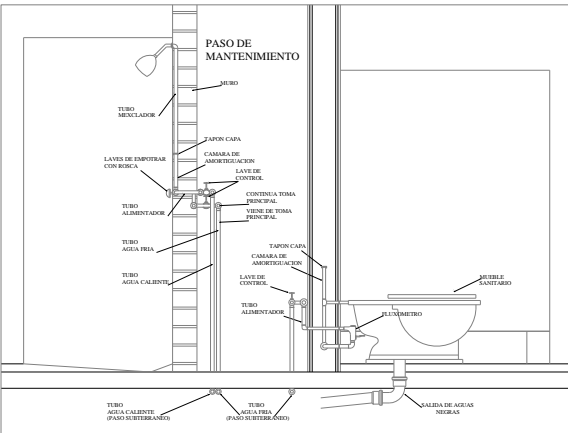 PASO DE
MANTENIMIENTO
MURO
TUBO
MEXCLADOR
TAPON CAPA
LAVES DE EMPOTRAR
CON ROSCA
CAMARA DE
AMORTIGUACION
LAVE DE
CONTROL
CONTINUA TOMA
PRINCIPAL
VIENE DE TOMA
PRINCIPAL
TUBO
ALIMENTADOR
TUBO
AGUA FRIA
TUBO
AGUA CALIENTE
TAPON CAPA
CAMARA DE
AMORTIGUACION
LAVE DE
CONTROL
TUBO
ALIMENTADOR
MUEBLE
SANITARIO
FLUXOMETRO
TUBO
AGUA CALIENTE
(PASO SUBTERRANEO)
TUBO
AGUA FRIA
(PASO SUBTERRANEO)
SALIDA DE AGUAS
NEGRAS